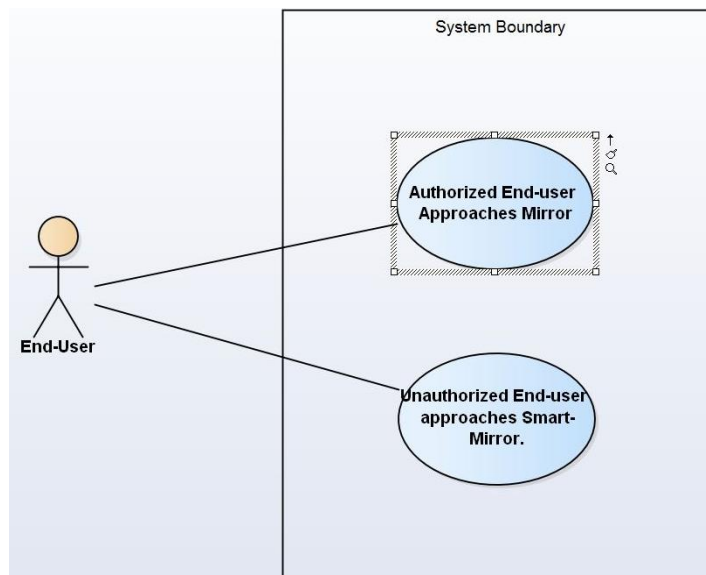 System Boundary
Authorized End-user
Approaches Mirror
End-User
Unauthorized End-user
approaches Smart-
Mirror.